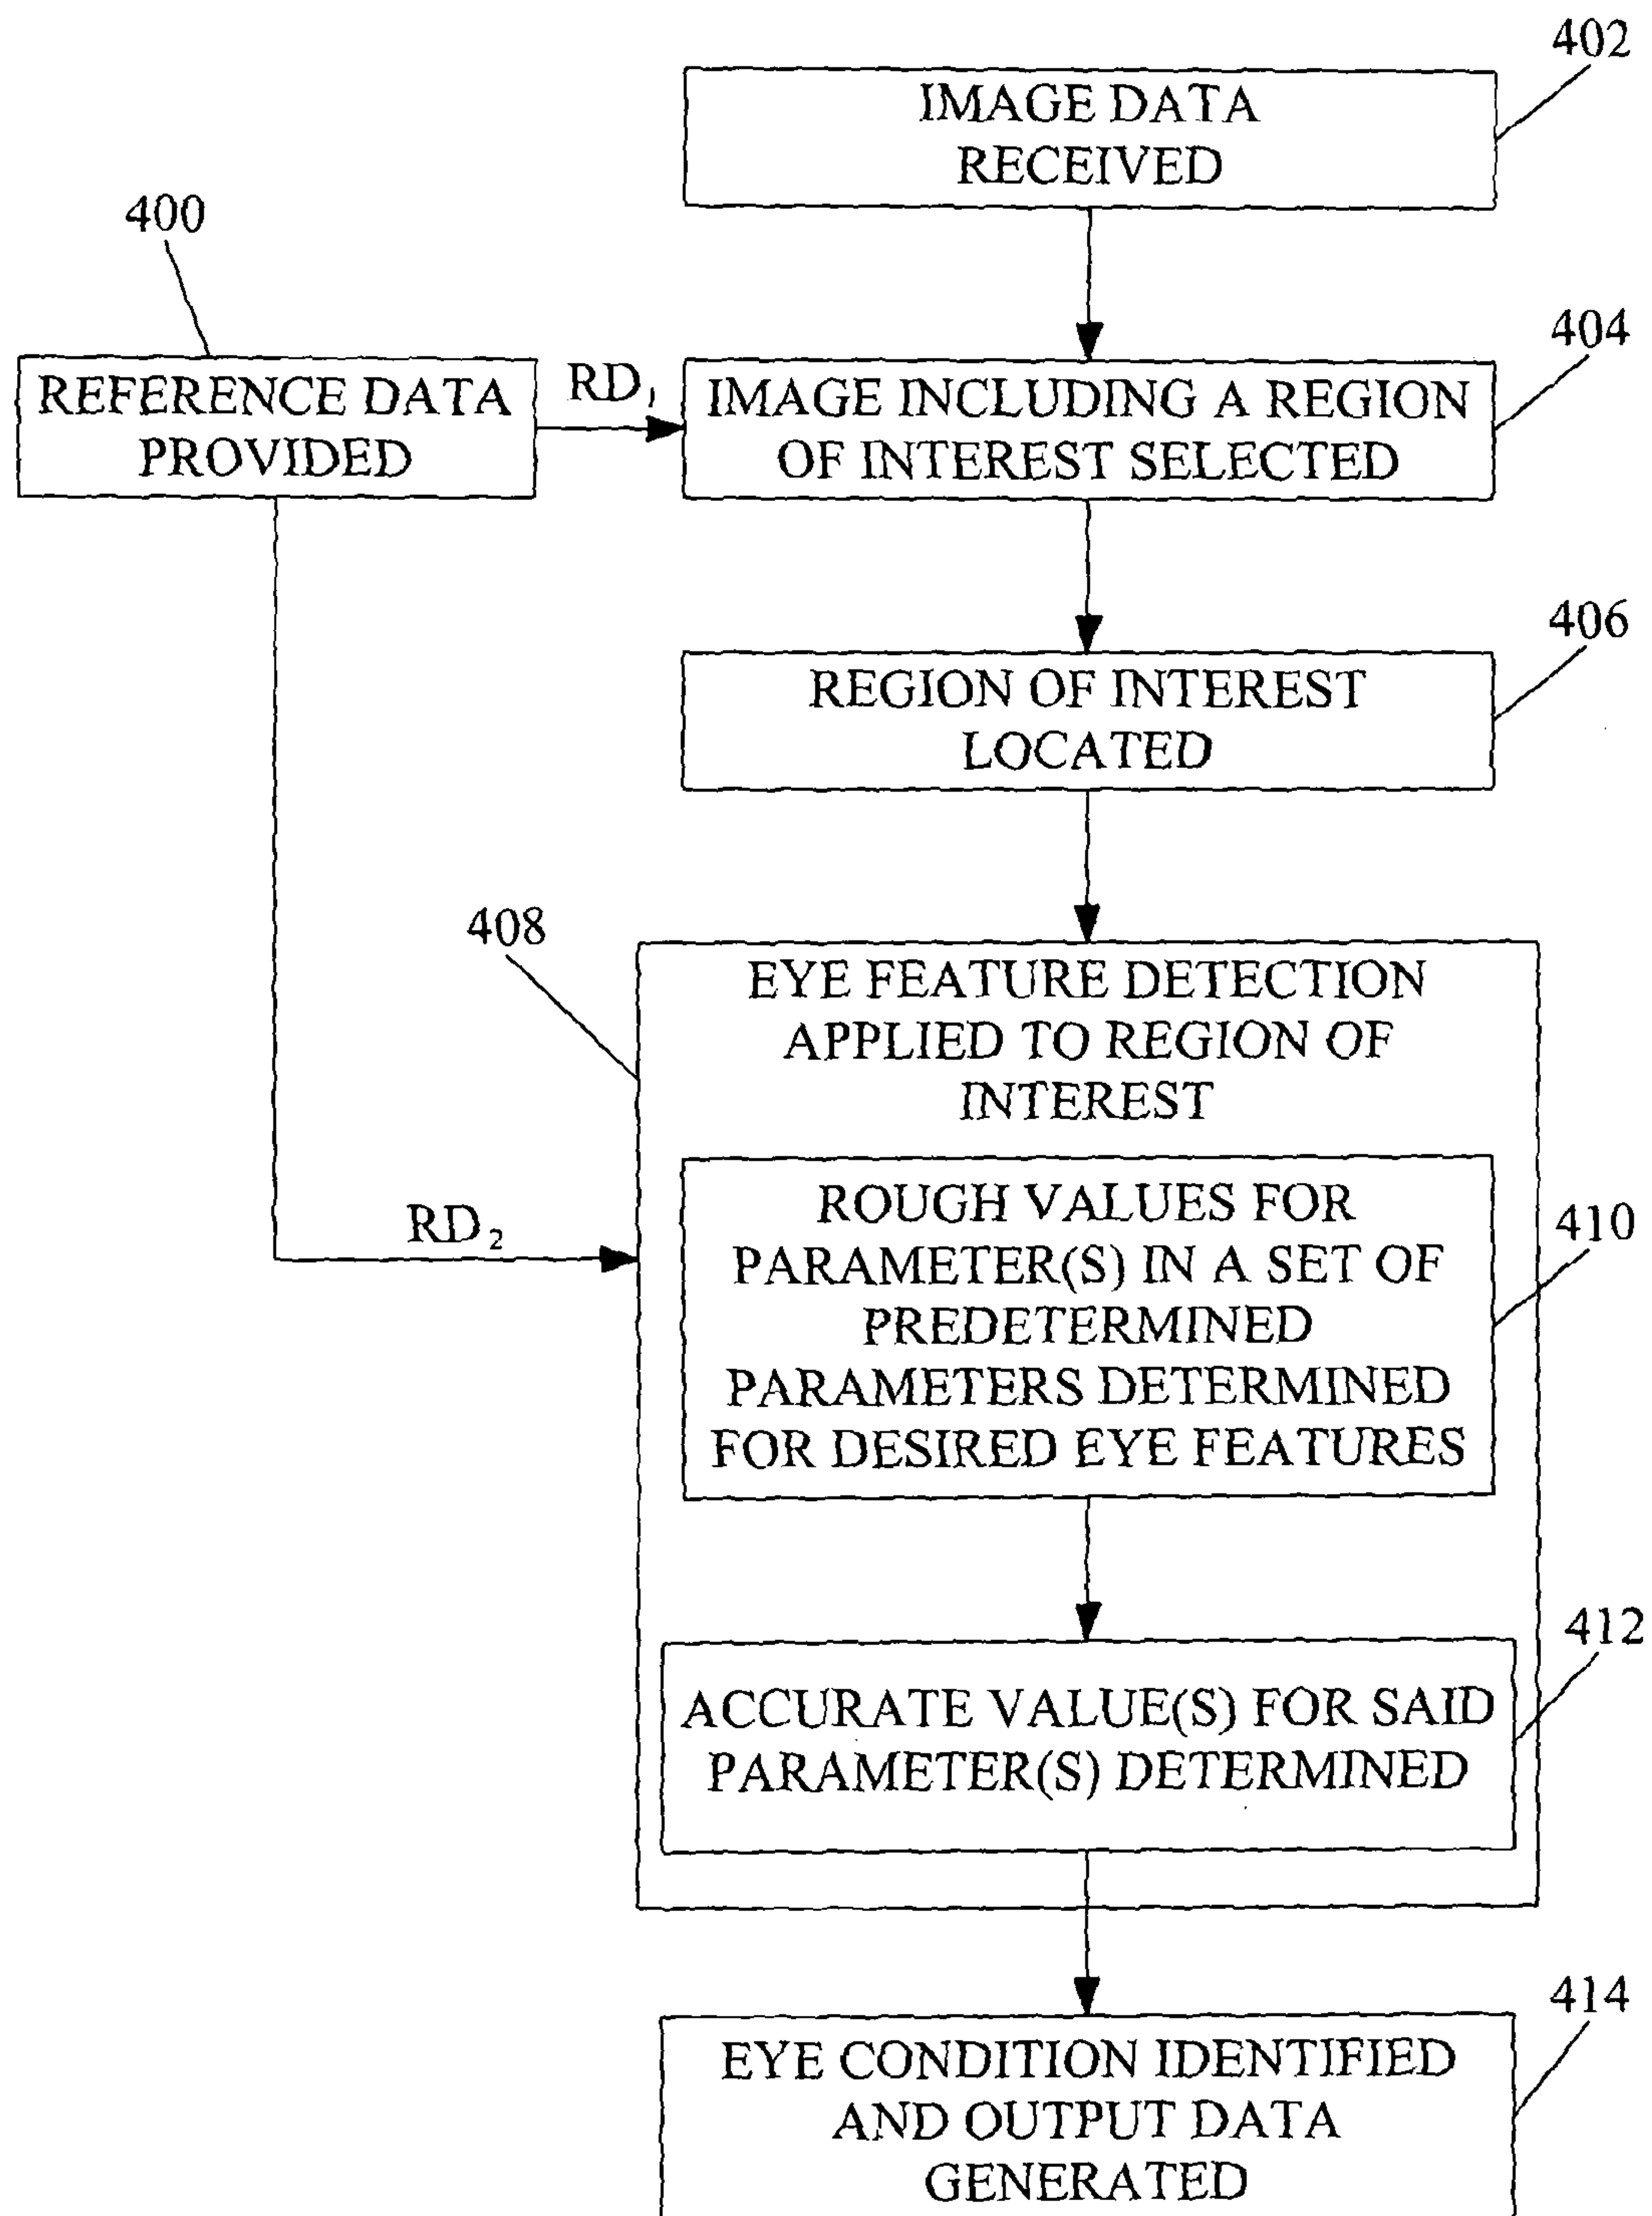 402
IMAGE DATA
RECEIVED
400
404
REFERENCE DATA
PROVIDED
RD₁
IMAGE INCLUDING A REGION
OF INTEREST SELECTED
406
REGION OF INTEREST
LOCATED
408
EYE FEATURE DETECTION
APPLIED TO REGION OF
INTEREST
RD₂
410
ROUGH VALUES FOR
PARAMETER(S) IN A SET OF
PREDETERMINED
PARAMETERS DETERMINED
FOR DESIRED EYE FEATURES
412
ACCURATE VALUE(S) FOR SAID
PARAMETER(S) DETERMINED
414
EYE CONDITION IDENTIFIED
AND OUTPUT DATA
GENERATED